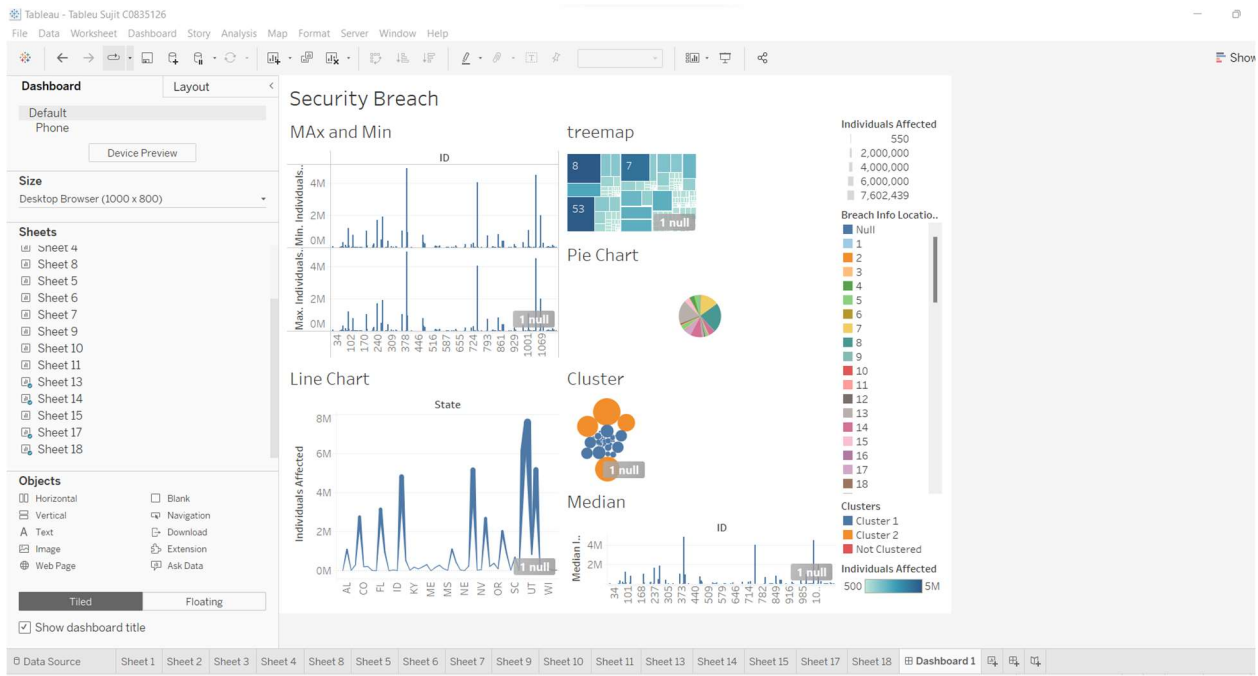 Tableau - Tableu Sujit C0835126
File Data Worksheet Dashboard Story Analysis Map Format Server Window Help
Show
Dashboard
Layout
Default
Phone
Device Preview
Size
Desktop Browser (1000 x 800)
Sheets
Sheet 4
Sheet 8
Sheet 5
Sheet 6
Sheet 7
Sheet 9
Sheet 10
Sheet 11
Sheet 13
Sheet 14
Sheet 15
Sheet 17
Sheet 18
Objects
Horizontal Blank
Vertical Navigation
A Text Download
Image Extension
Web Page Ask Data
Tiled Floating
Show dashboard title
Security Breach
MAx and Min
ID
Min. Individuals..
4M
2M
0M
Max. Individuals..
4M
2M
0M
1 null
34 102 170 240 309 378 446 516 587 655 724 793 861 929 1001 1069
treemap
8 7
53
1 null
Pie Chart
Line Chart
State
Individuals Affected
8M
6M
4M
2M
0M
1 null
AL CO FL ID KY ME MS NE NV OR SC UT WI
Cluster
1 null
Median
ID
Median I..
4M
2M
1 null
34 101 168 237 305 373 440 509 579 646 714 782 849 916 985 10...
Individuals Affected
550
2,000,000
4,000,000
6,000,000
7,602,439
Breach Info Locatio..
Null
1
2
3
4
5
6
7
8
9
10
11
12
13
14
15
16
17
18
Clusters
Cluster 1
Cluster 2
Not Clustered
Individuals Affected
500 5M
Data Source Sheet 1 Sheet 2 Sheet 3 Sheet 4 Sheet 8 Sheet 5 Sheet 6 Sheet 7 Sheet 9 Sheet 10 Sheet 11 Sheet 13 Sheet 14 Sheet 15 Sheet 17 Sheet 18 Dashboard 1